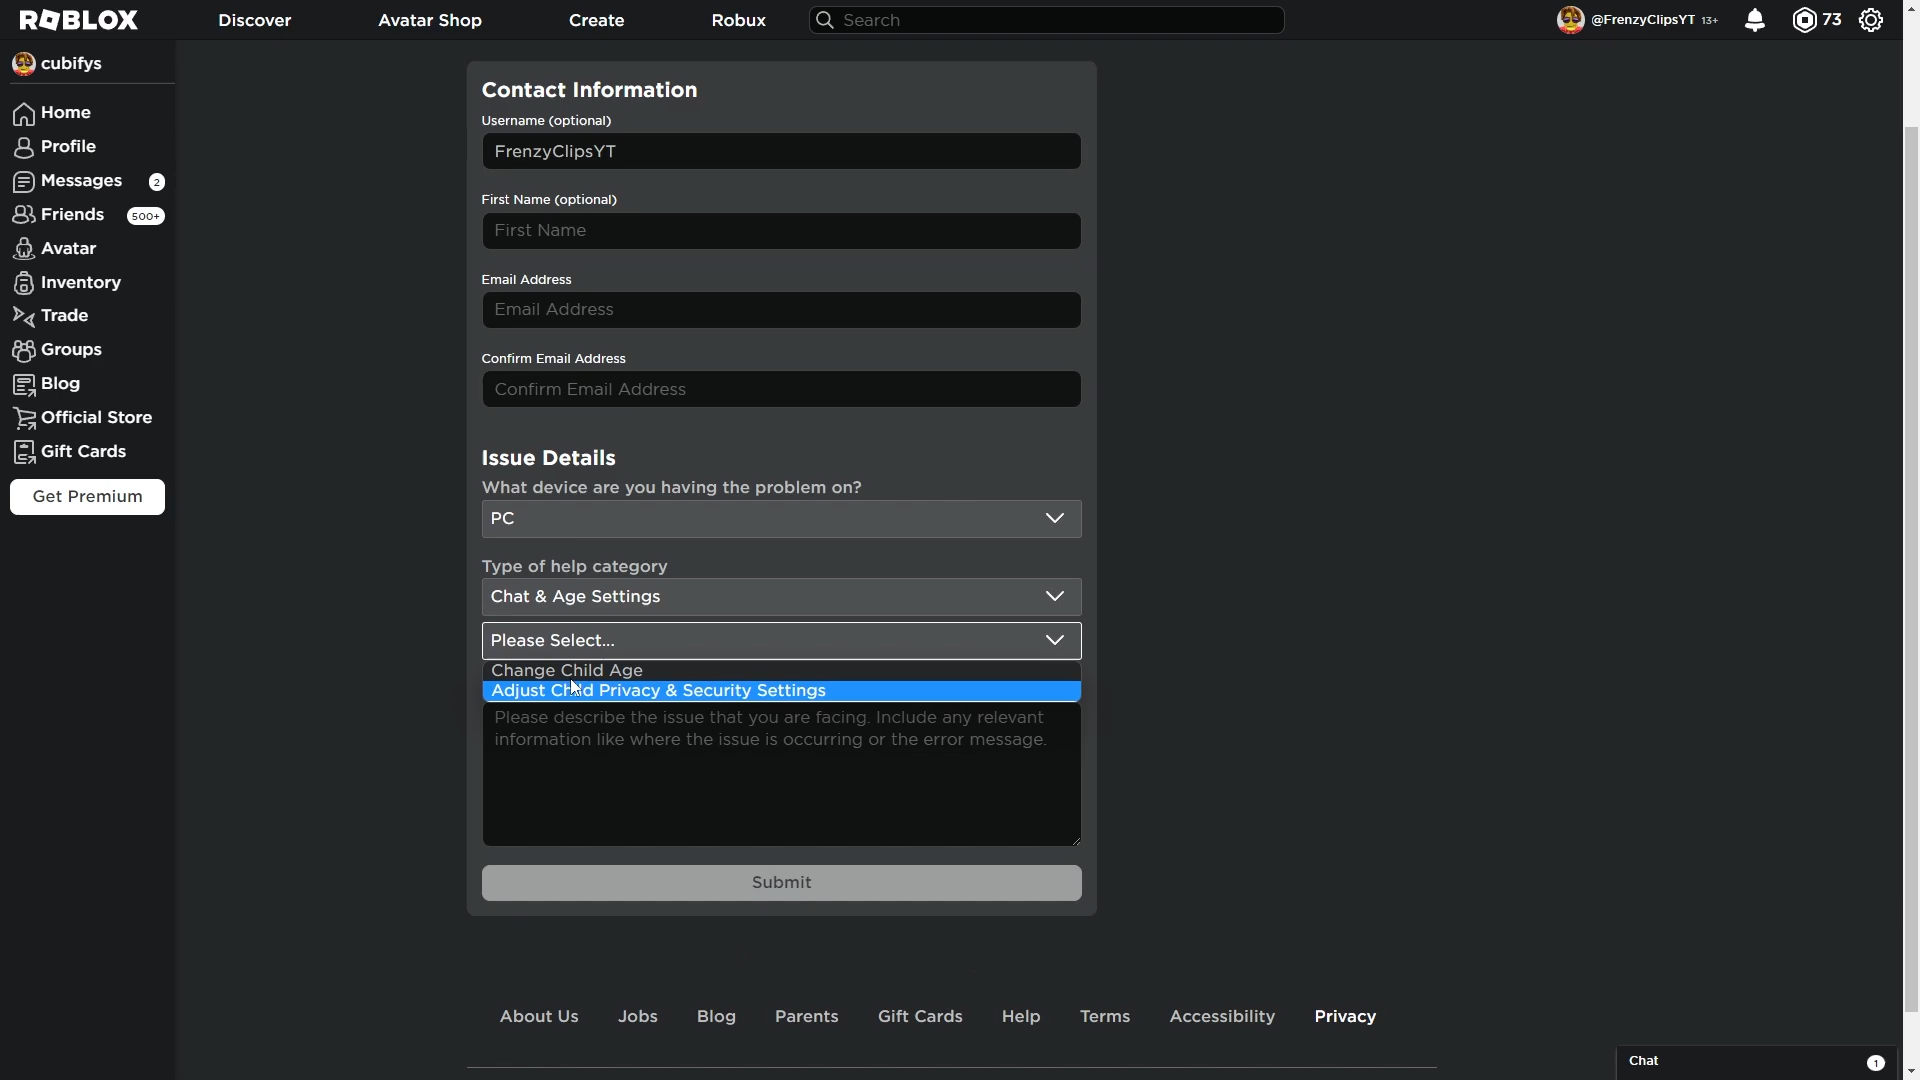 ROBLOX
Discover
Avatar Shop
Create
Robux
Search
@FrenzyClipsYT 13+
73
cubifys
Home
Profile
Messages 2
Friends 500+
Avatar
Inventory
Trade
Groups
Blog
Official Store
Gift Cards
Get Premium
Contact Information
Username (optional)
FrenzyClipsYT
First Name (optional)
First Name
Email Address
Email Address
Confirm Email Address
Confirm Email Address
Issue Details
What device are you having the problem on?
PC
Type of help category
Chat & Age Settings
Please Select...
Change Child Age
Adjust Child Privacy & Security Settings
Please describe the issue that you are facing. Include any relevant
information like where the issue is occurring or the error message.
Submit
About Us
Jobs
Blog
Parents
Gift Cards
Help
Terms
Accessibility
Privacy
Chat 1